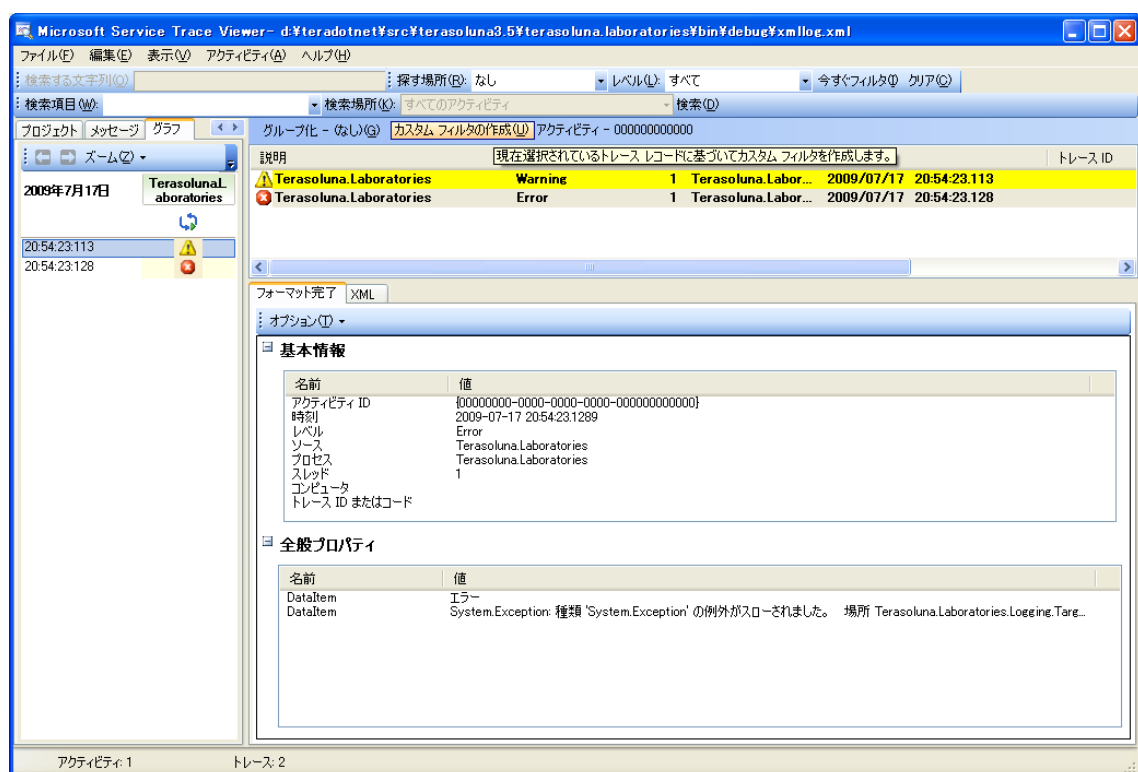 Microsoft Service Trace Viewer- d:¥teradotnet¥src¥terasoluna3.5¥terasoluna.laboratories¥bin¥debug¥xmllog.xml
ファイル(F) 編集(E) 表示(V) アクティビティ(A) ヘルプ(H)
検索する文字列(O) 探す場所(R): なし レベル(L): すべて 今すぐフィルタ(I) クリア(C)
検索項目(W): 検索場所(K): すべてのアクティビティ 検索(D)
プロジェクト メッセージ グラフ
グループ化 - (なし)(G) カスタム フィルタの作成(U) アクティビティ - 000000000000
ズーム(Z)
説明 現在選択されているトレース レコードに基づいてカスタム フィルタを作成します。 トレース ID
2009年7月17日
TerasolunaL
aboratories
Terasoluna.Laboratories Warning 1 Terasoluna.Labor... 2009/07/17 20:54:23.113
Terasoluna.Laboratories Error 1 Terasoluna.Labor... 2009/07/17 20:54:23.128
20:54:23:113
20:54:23:128
フォーマット完了 XML
オプション(T)
基本情報
名前 値
アクティビティ ID {00000000-0000-0000-0000-000000000000}
時刻 2009-07-17 20:54:23.1289
レベル Error
ソース Terasoluna.Laboratories
プロセス Terasoluna.Laboratories
スレッド 1
コンピュータ
トレース ID またはコード
全般プロパティ
名前 値
DataItem エラー
DataItem System.Exception: 種類 'System.Exception' の例外がスローされました。 場所 Terasoluna.Laboratories.Logging.Targ...
アクティビティ: 1 トレース: 2